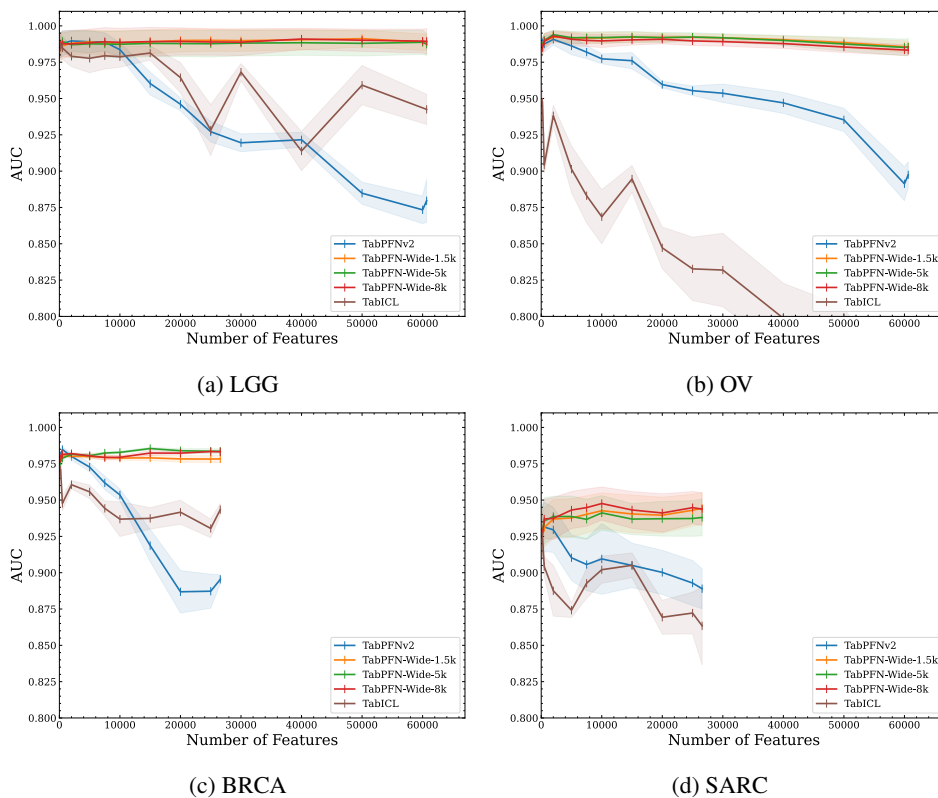 1.000
0.975
0.950
0.925
0.900
0.875
0.850
0.825
0.800
AUC
0 10000 20000 30000 40000 50000 60000
Number of Features
TabPFNv2
TabPFN-Wide-1.5k
TabPFN-Wide-5k
TabPFN-Wide-8k
TabICL
(a) LGG
1.000
0.975
0.950
0.925
0.900
0.875
0.850
0.825
0.800
AUC
0 10000 20000 30000 40000 50000 60000
Number of Features
TabPFNv2
TabPFN-Wide-1.5k
TabPFN-Wide-5k
TabPFN-Wide-8k
TabICL
(b) OV
1.000
0.975
0.950
0.925
0.900
0.875
0.850
0.825
0.800
AUC
0 10000 20000 30000 40000 50000 60000
Number of Features
TabPFNv2
TabPFN-Wide-1.5k
TabPFN-Wide-5k
TabPFN-Wide-8k
TabICL
(c) BRCA
1.000
0.975
0.950
0.925
0.900
0.875
0.850
0.825
0.800
AUC
0 10000 20000 30000 40000 50000 60000
Number of Features
TabPFNv2
TabPFN-Wide-1.5k
TabPFN-Wide-5k
TabPFN-Wide-8k
TabICL
(d) SARC